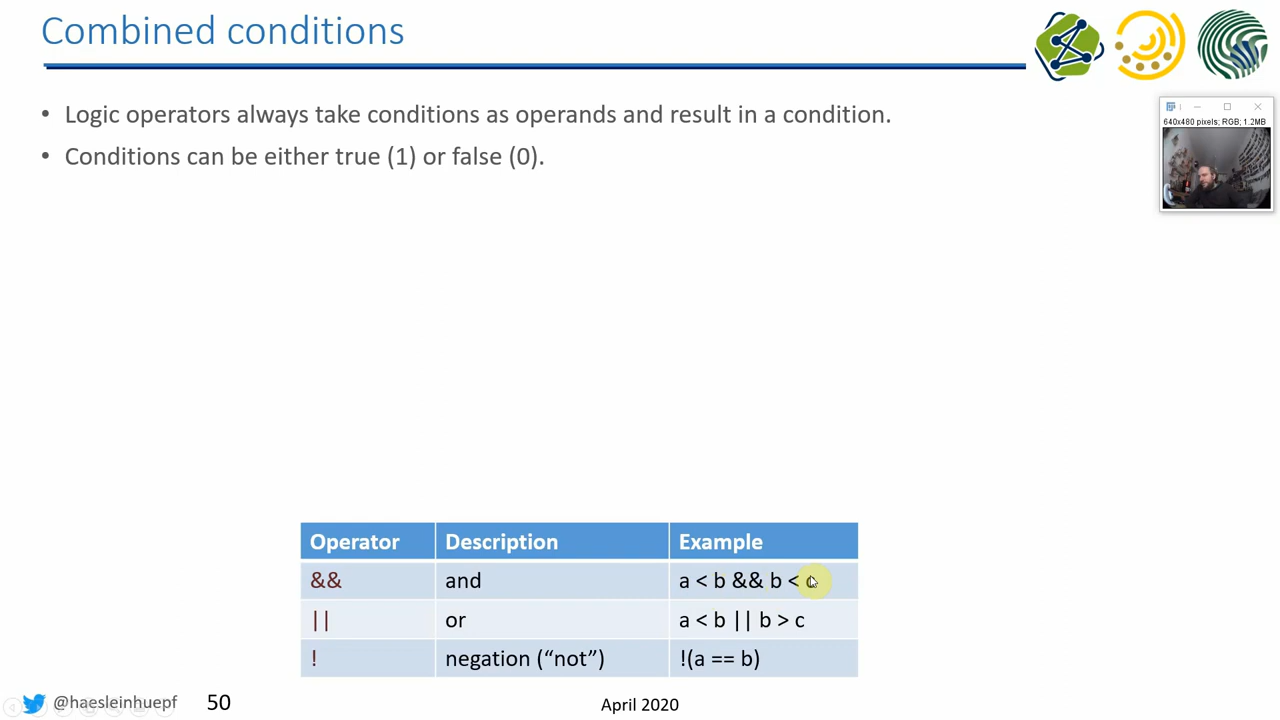 Combined conditions
• Logic operators always take conditions as operands and result in a condition.
• Conditions can be either true (1) or false (0).
640x480 pixels; RGB; 1.2MB
Operator Description Example
&& and a < b && b < c
|| or a < b || b > c
! negation (“not”) !(a == b)
@haesleinhuepf 50 April 2020